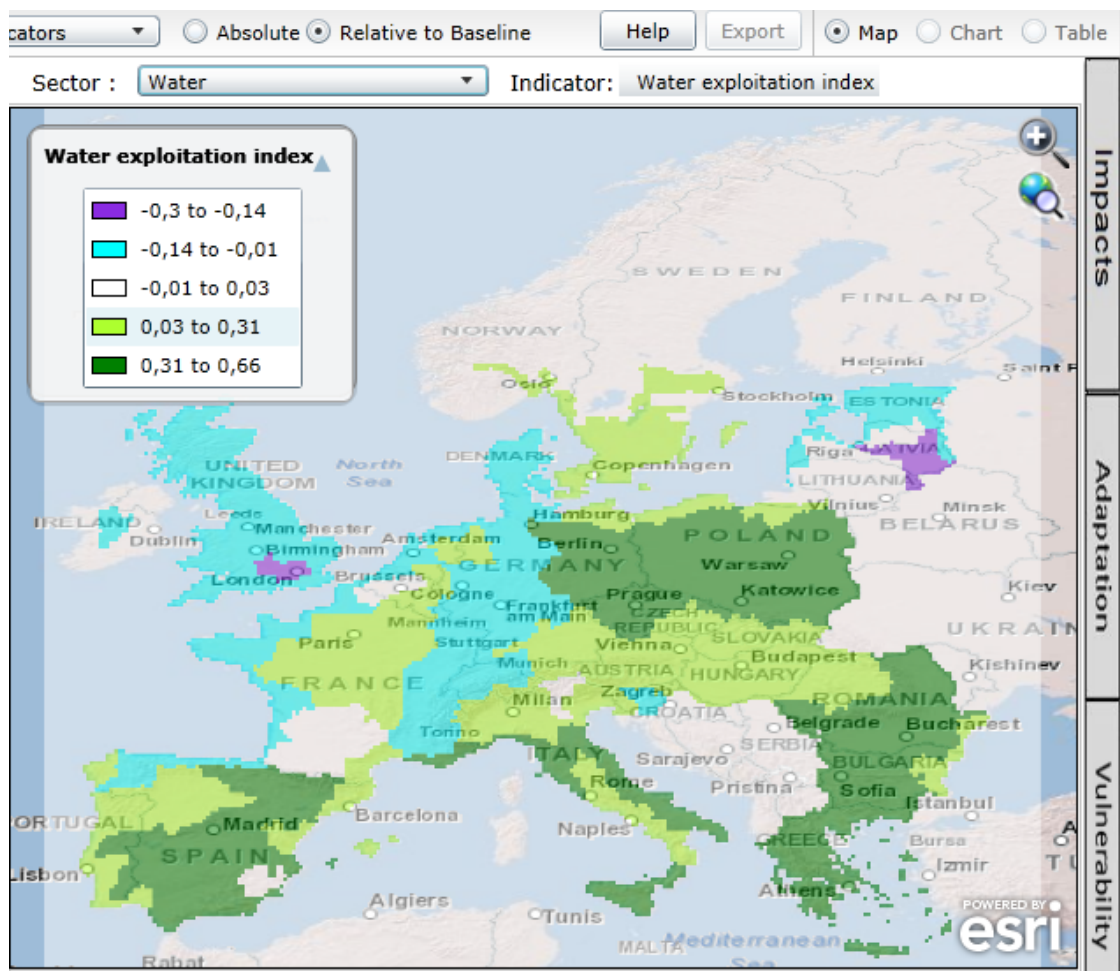 cators Absolute Relative to Baseline Help Export Map Chart Table
Sector : Water Indicator: Water exploitation index
Water exploitation index
-0,3 to -0,14
-0,14 to -0,01
-0,01 to 0,03
0,03 to 0,31
0,31 to 0,66
Impacts
Adaptation
Vulnerability
SWEDEN
FINLAND
NORWAY
Helsinki
Saint P
Oslo
Stockholm
ESTONIA
DENMARK
Riga
LATVIA
UNITED
KINGDOM
North
Sea
Copenhagen
LITHUANIA
Vilnius
Minsk
BELARUS
Leeds
Manchester
IRELAND
Dublin
Birmingham
Amsterdam
Hamburg
Berlin
POLAND
GERMANY
Warsaw
London
Brussels
Cologne
Frankfurt
am Main
Prague
Katowice
Kiev
CZECH
REPUBLIC
SLOVAKIA
UKRAIN
Mannheim
Paris
Stuttgart
Vienna
Munich
AUSTRIA
Budapest
HUNGARY
Kishinev
FRANCE
Milan
Zagreb
CROATIA
ROMANIA
Torino
Belgrade
Bucharest
ITALY
Sarajevo
SERBIA
BULGARIA
Rome
Pristina
Sofia
Istanbul
Barcelona
Naples
ORTUGAL
Madrid
SPAIN
GREECE
Bursa
A
TU
Lisbon
Izmir
Athens
Algiers
Tunis
POWERED BY
esri
MALTA
Mediterranean
Sea
Rabat